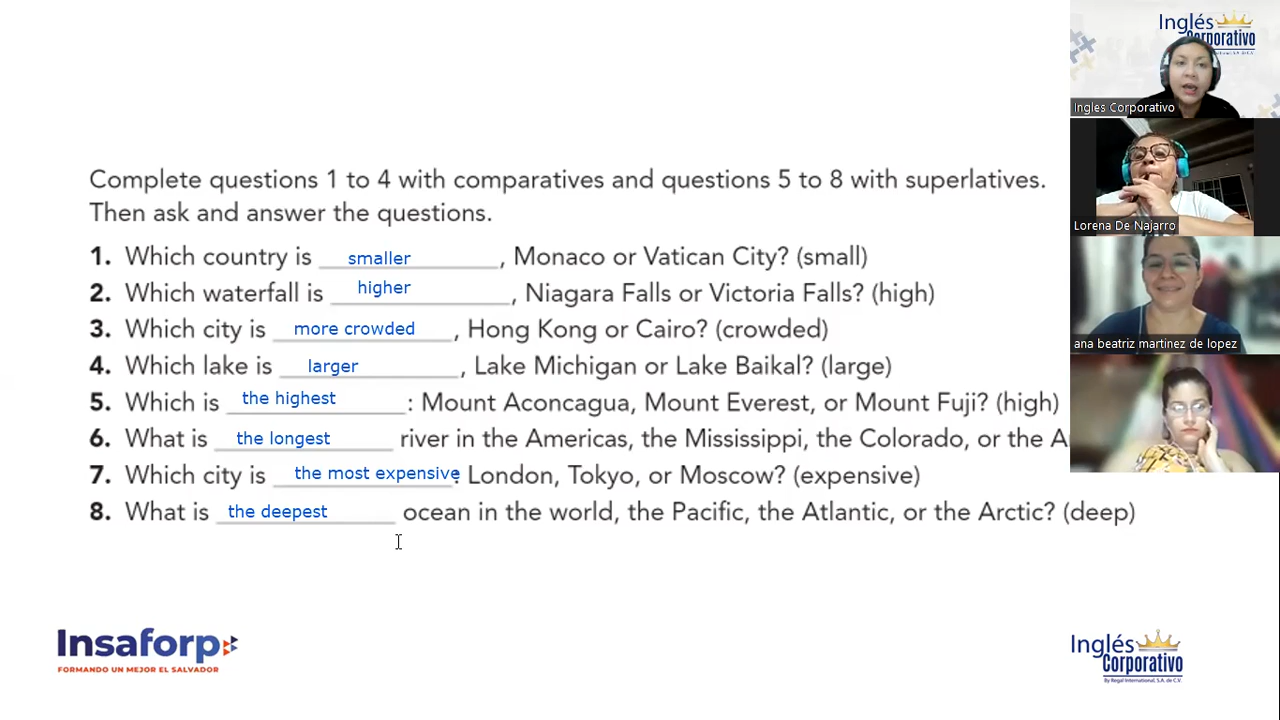 Inglés
Corporativo
Ingles Corporativo
Lorena De Najarro
ana beatriz martinez de lopez
Complete questions 1 to 4 with comparatives and questions 5 to 8 with superlatives.
Then ask and answer the questions.
1. Which country is smaller, Monaco or Vatican City? (small)
2. Which waterfall is higher, Niagara Falls or Victoria Falls? (high)
3. Which city is more crowded, Hong Kong or Cairo? (crowded)
4. Which lake is larger, Lake Michigan or Lake Baikal? (large)
5. Which is the highest: Mount Aconcagua, Mount Everest, or Mount Fuji? (high)
6. What is the longest river in the Americas, the Mississippi, the Colorado, or the
7. Which city is the most expensive: London, Tokyo, or Moscow? (expensive)
8. What is the deepest ocean in the world, the Pacific, the Atlantic, or the Arctic? (deep)
Insaforp
FORMANDO UN MEJOR EL SALVADOR
Inglés
Corporativo
By Regal International, S.A. de C.V.